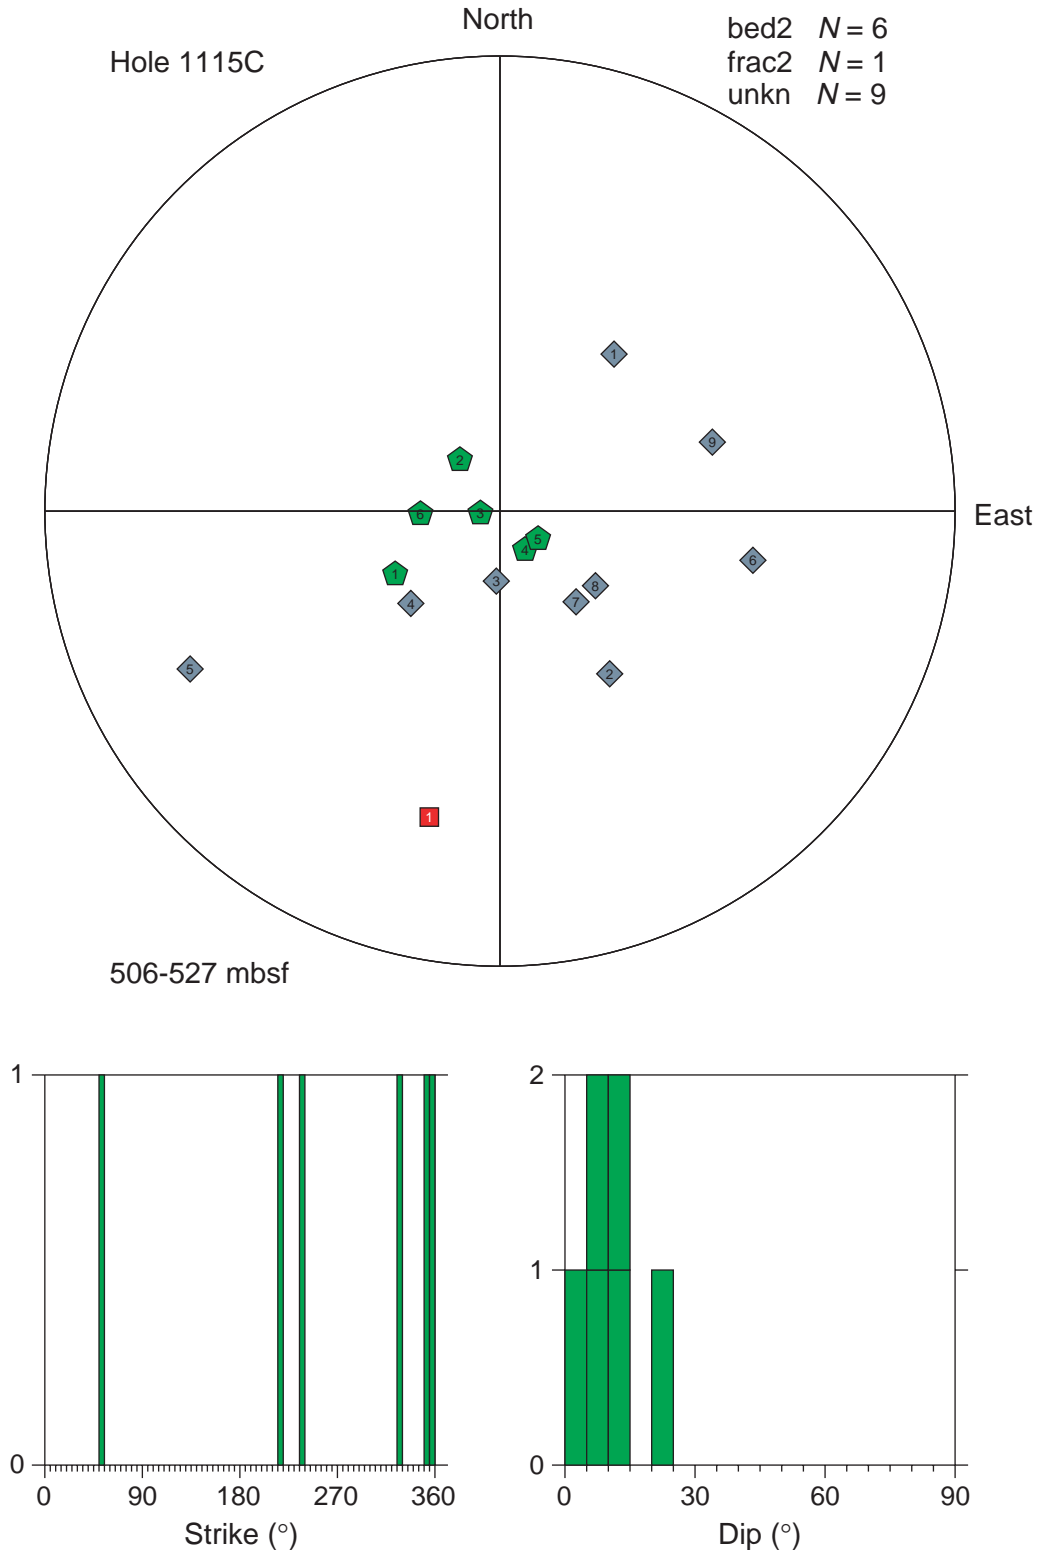 North
Hole 1115C
bed2 N = 6
frac2 N = 1
unkn N = 9
1
9
2
6
3
East
5
4
6
1
3
8
4
7
5
2
1
506-527 mbsf
1
0
0 90 180 270 360
Strike (°)
2
1
0
0 30 60 90
Dip (°)